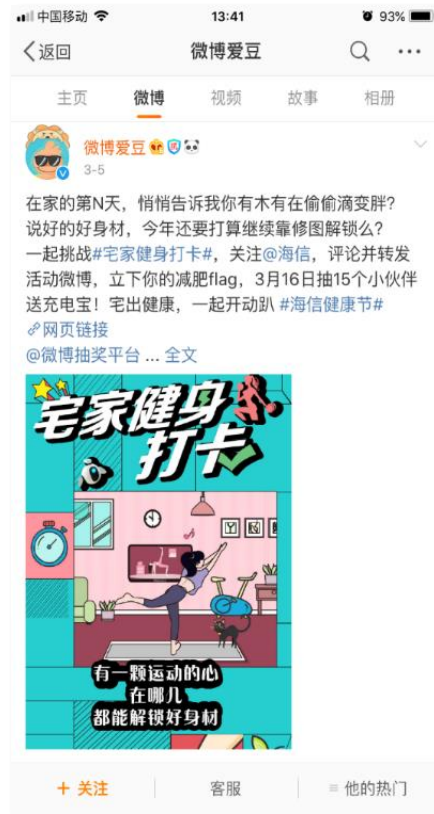 中国移动 13:41 93%
返回 微博爱豆
主页 微博 视频 故事 相册
微博爱豆
3-5
在家的第N天，悄悄告诉我你有木有在偷偷滴变胖？
说好的好身材，今年还要打算继续靠修图解锁么？
一起挑战#宅家健身打卡#，关注@海信，评论并转发
活动微博，立下你的减肥flag，3月16日抽15个小伙伴
送充电宝！宅出健康，一起开动趴 #海信健康节#
网页链接
@微博抽奖平台 ... 全文
宅家健身
打卡
有一颗运动的心
在哪儿
都能解锁好身材
+ 关注 客服 他的热门